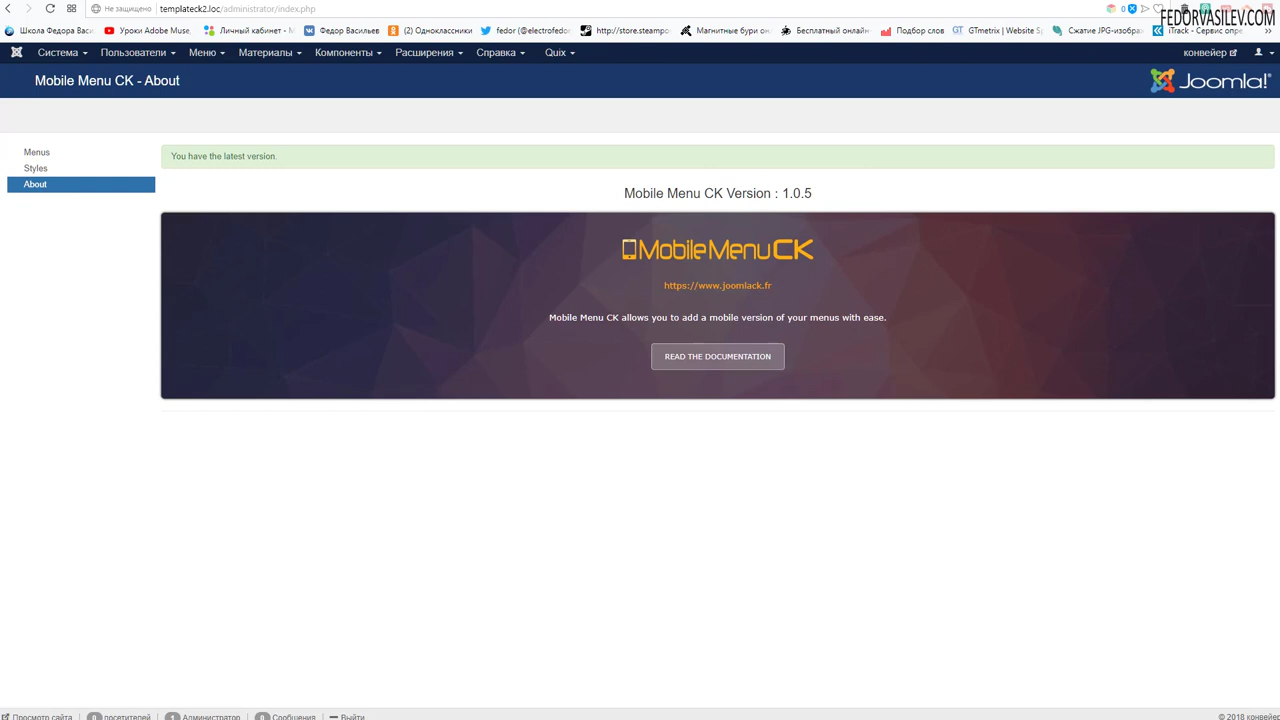 Не защищено templateck2.loc/administrator/index.php 0
FEDORVASILEV.COM
Школа Федора Васи Уроки Adobe Muse, Личный кабинет - М Федор Васильев (2) Одноклассники fedor (@electrofedo http://store.steampo Магнитные бури он Бесплатный онлайн Подбор слов GT GTmetrix | Website S Сжатие JPG-изобра iTrack - Сервис опре
Система Пользователи Меню Материалы Компоненты Расширения Справка Quix конвейер
Mobile Menu CK - About Joomla!®
Menus
Styles
About
You have the latest version.
Mobile Menu CK Version : 1.0.5
MobileMenuCK
https://www.joomlack.fr
Mobile Menu CK allows you to add a mobile version of your menus with ease.
READ THE DOCUMENTATION
Просмотр сайта 0 посетителей 1 Администратор 0 Сообщения Выйти © 2018 конвейер